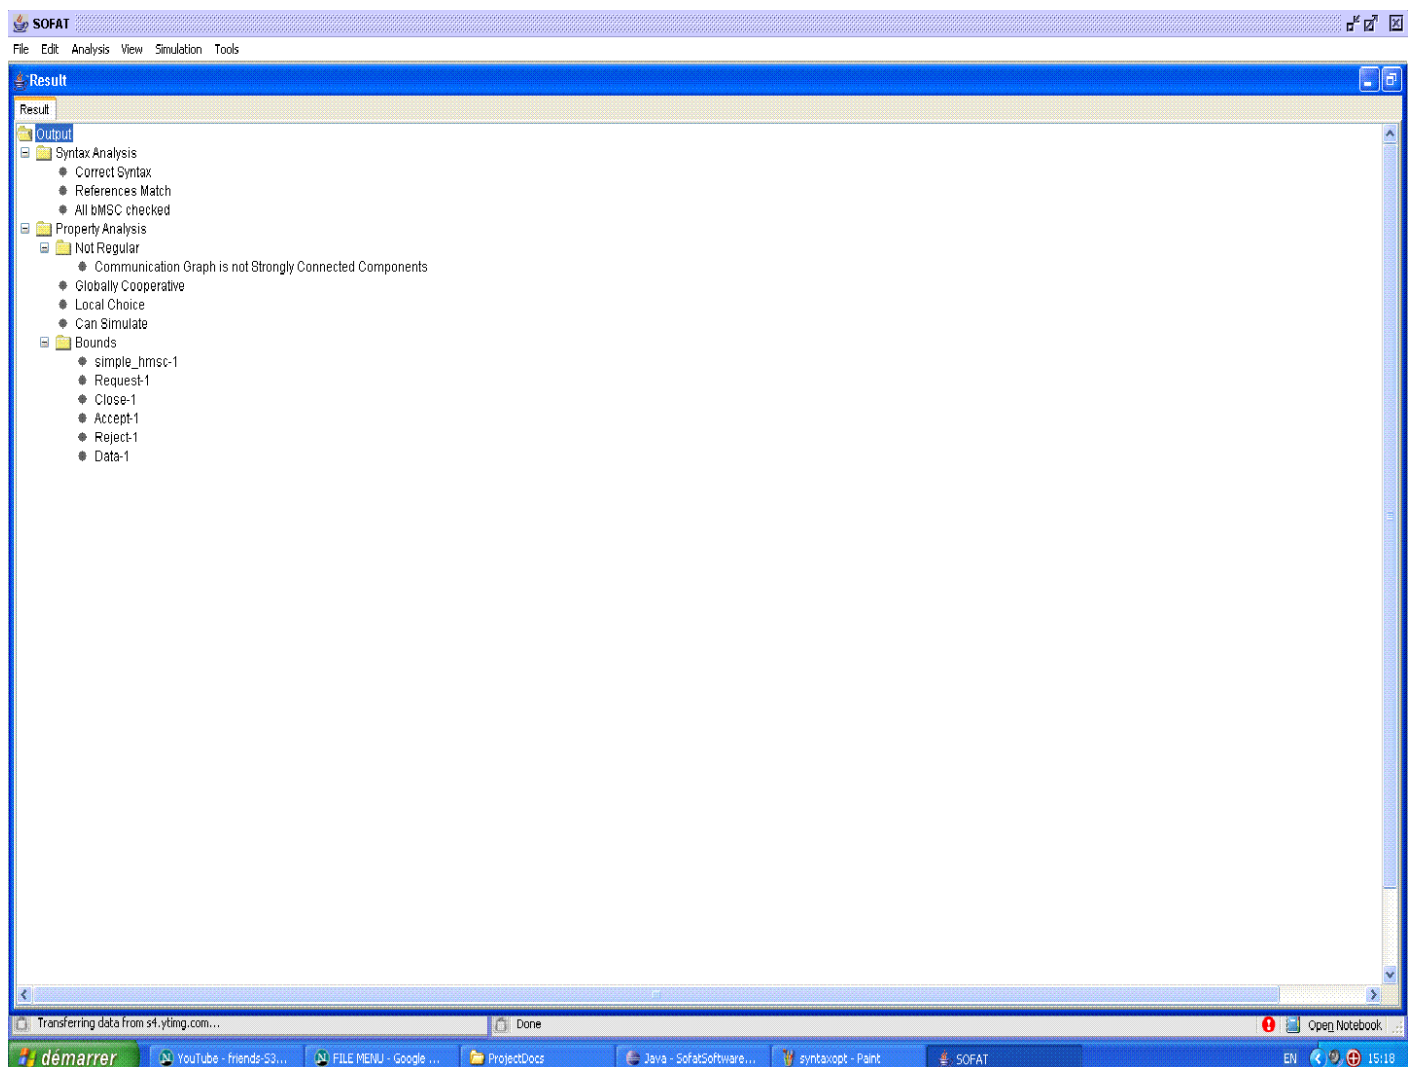 SOFAT
File Edit Analysis View Simulation Tools
Result
Result
Output
Syntax Analysis
Correct Syntax
References Match
All bMSC checked
Property Analysis
Not Regular
Communication Graph is not Strongly Connected Components
Globally Cooperative
Local Choice
Can Simulate
Bounds
simple_hmsc-1
Request-1
Close-1
Accept-1
Reject-1
Data-1
Transferring data from s4.ytimg.com... Done Open Notebook
démarrer YouTube - friends-S3... FILE MENU - Google ... ProjectDocs Java - SofatSoftware... syntaxopt - Paint SOFAT EN 15:18